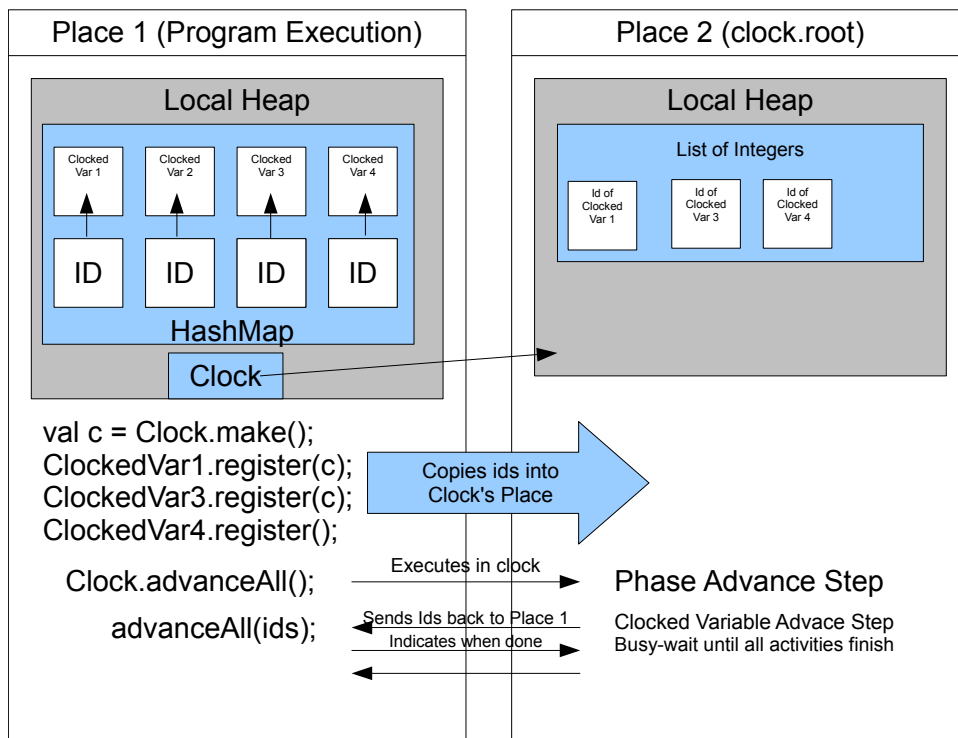 Place 1 (Program Execution)
Local Heap
Clocked
Var 1
Clocked
Var 2
Clocked
Var 3
Clocked
Var 4
ID
ID
ID
ID
HashMap
Clock
Place 2 (clock.root)
Local Heap
List of Integers
Id of
Clocked
Var 1
Id of
Clocked
Var 3
Id of
Clocked
Var 4
val c = Clock.make();
ClockedVar1.register(c);
ClockedVar3.register(c);
ClockedVar4.register();
Copies ids into
Clock's Place
Clock.advanceAll();
Executes in clock
Phase Advance Step
advanceAll(ids);
Sends Ids back to Place 1
Indicates when done
Clocked Variable Advace Step
Busy-wait until all activities finish